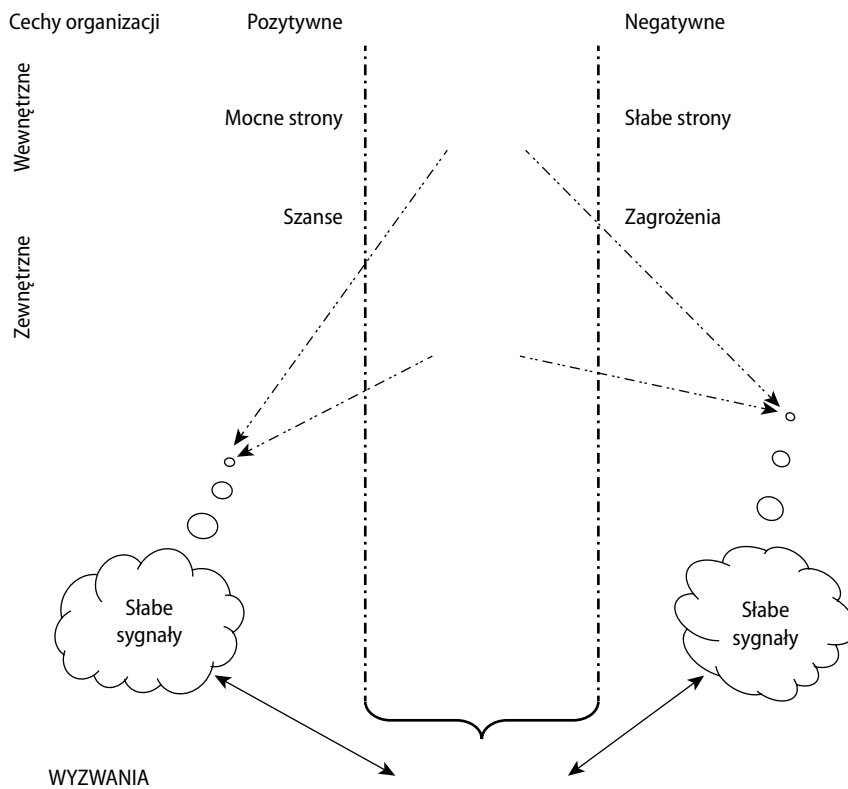 Cechy organizacji Pozytywne Negatywne
Wewnętrzne
Mocne strony Słabe strony
Szanse Zagrożenia
Zewnętrzne
Słabe
sygnały
Słabe
sygnały
WYZWANIA